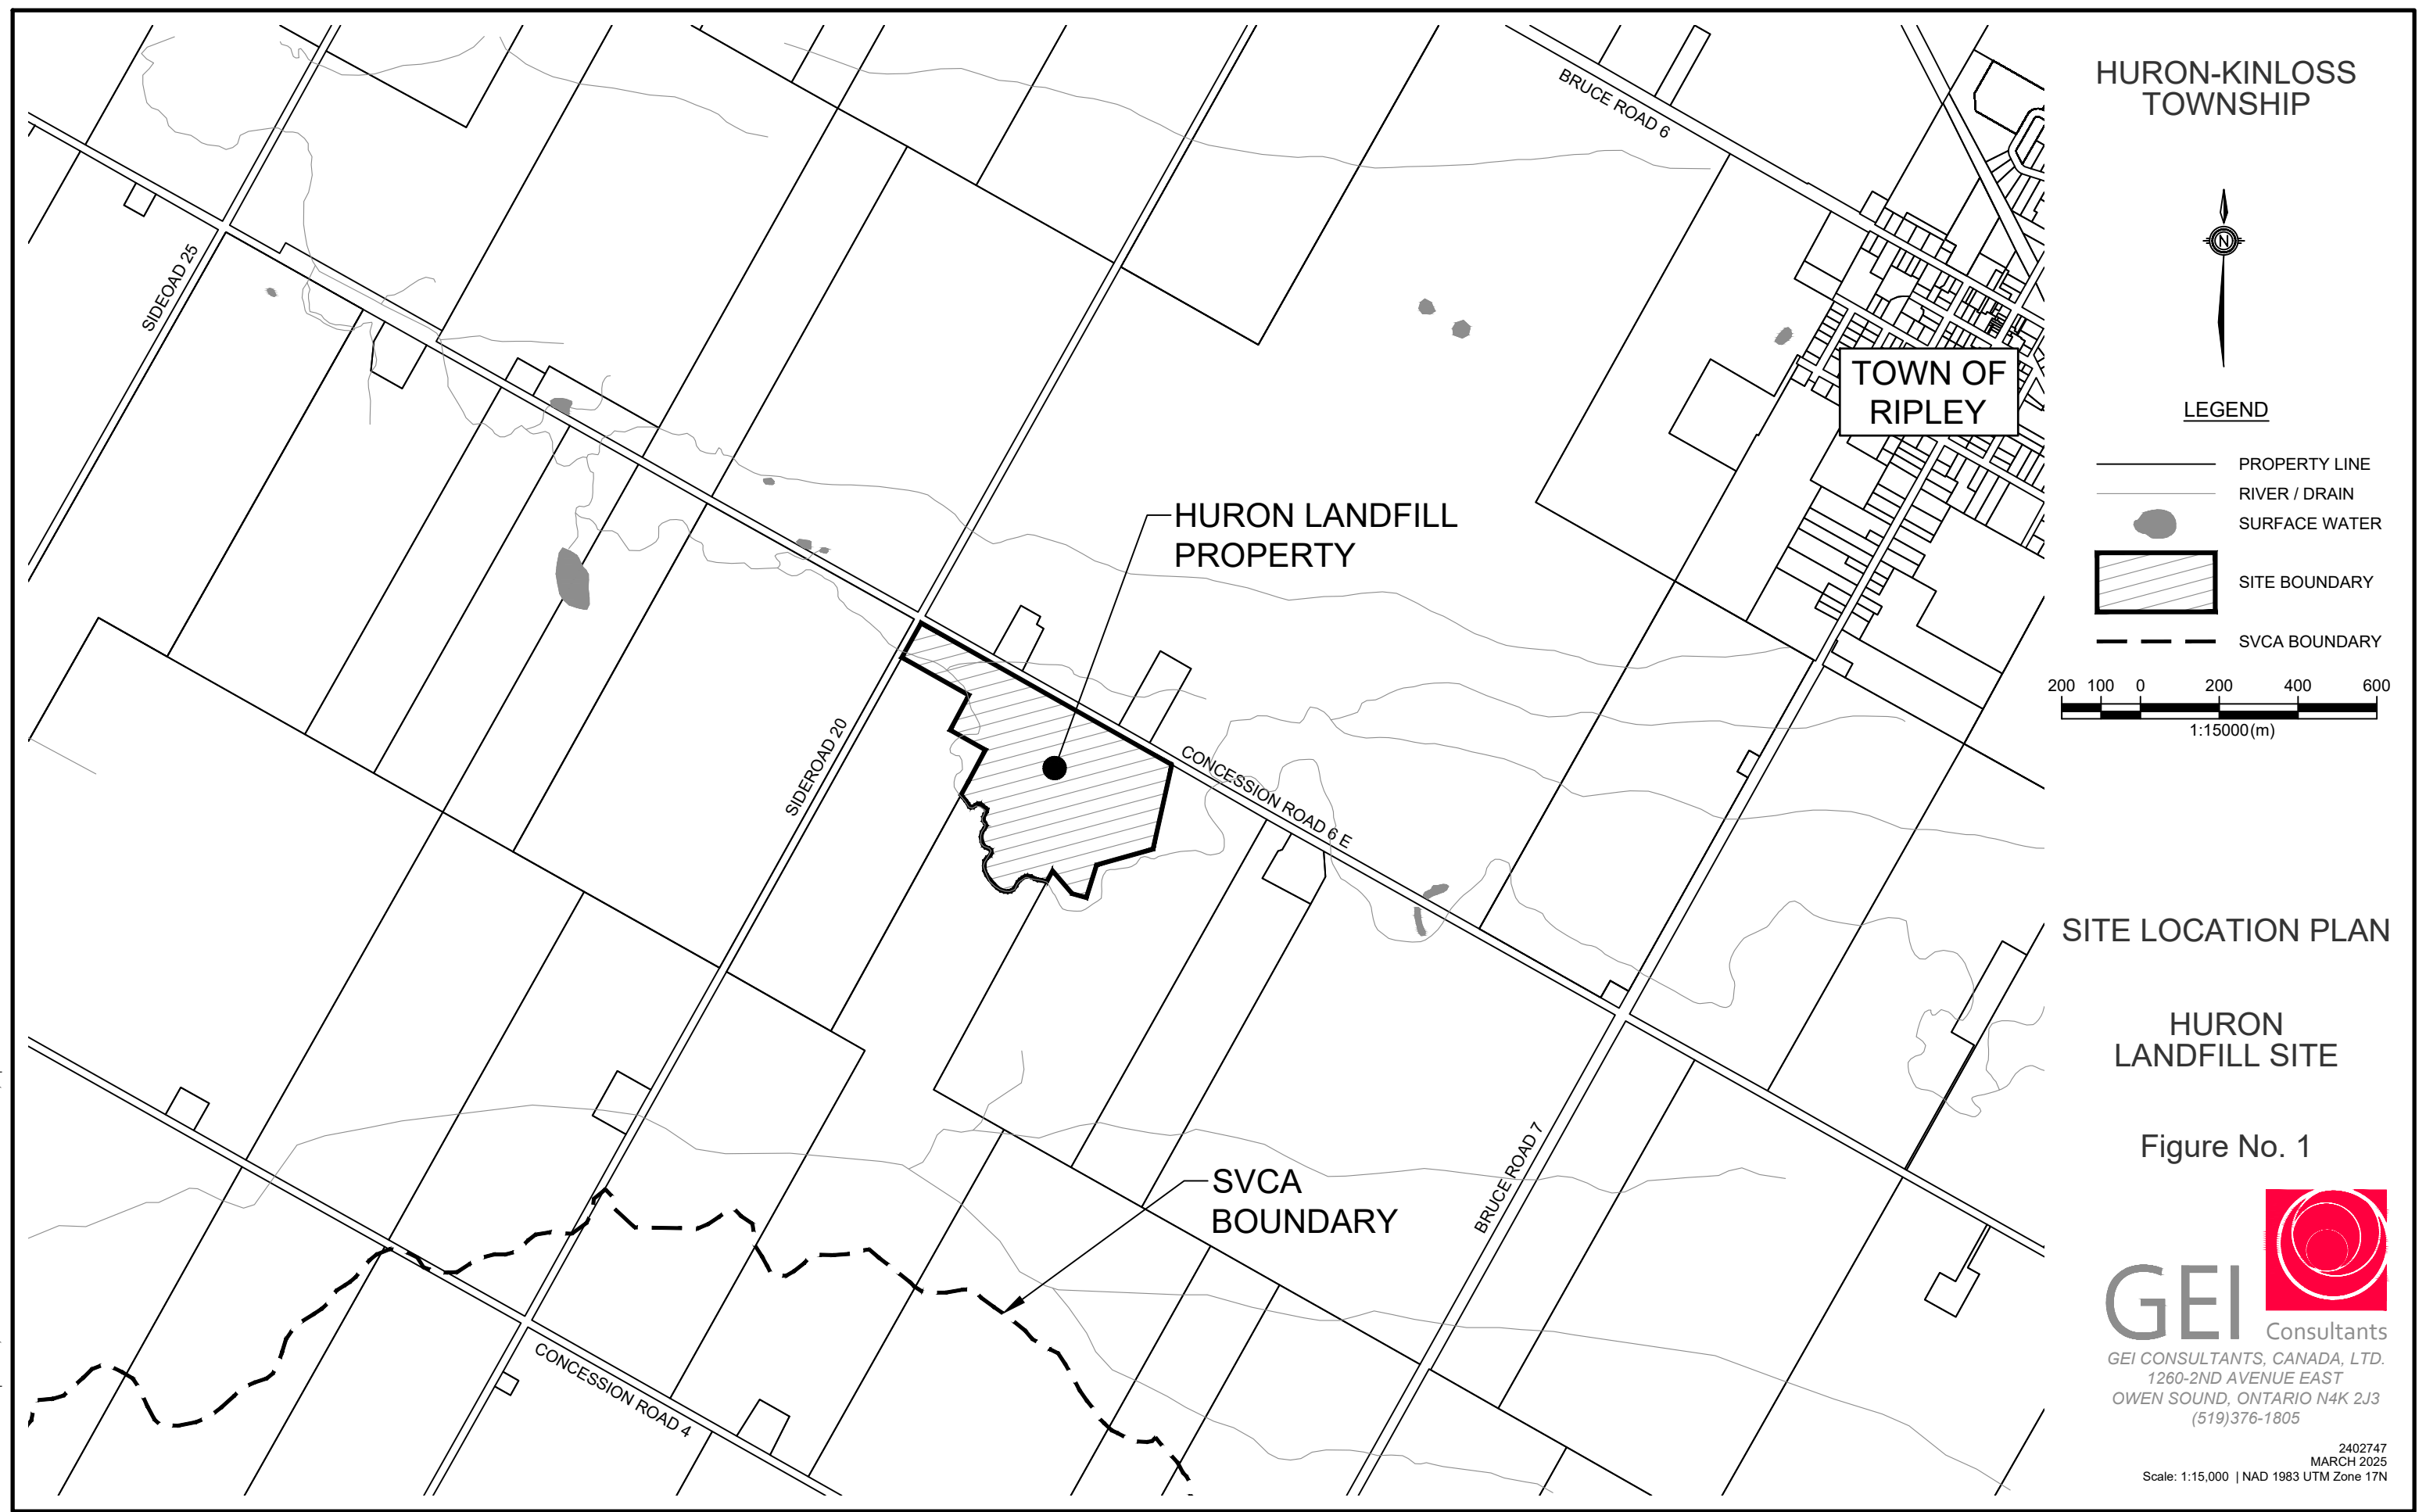 BRUCE ROAD 6
SIDEOAD 25
TOWN OF
RIPLEY
HURON LANDFILL
PROPERTY
SIDEROAD 20
CONCESSION ROAD 6 E
SVCA
BOUNDARY
BRUCE ROAD 7
CONCESSION ROAD 4
HURON-KINLOSS
TOWNSHIP
N
LEGEND
PROPERTY LINE
RIVER / DRAIN
SURFACE WATER
SITE BOUNDARY
SVCA BOUNDARY
200 100 0 200 400 600
1:15000(m)
SITE LOCATION PLAN
HURON
LANDFILL SITE
Figure No. 1
GEI
Consultants
GEI CONSULTANTS, CANADA, LTD.
1260-2ND AVENUE EAST
OWEN SOUND, ONTARIO N4K 2J3
(519)376-1805
2402747
MARCH 2025
Scale: 1:15,000 | NAD 1983 UTM Zone 17N